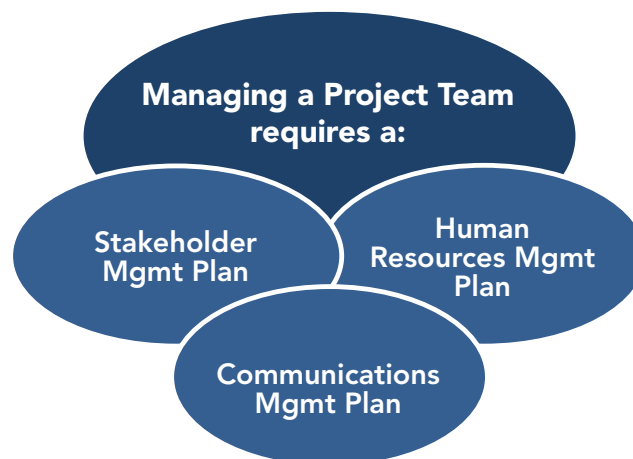 Managing a Project Team
requires a:
Stakeholder
Mgmt Plan
Human
Resources Mgmt
Plan
Communications
Mgmt Plan